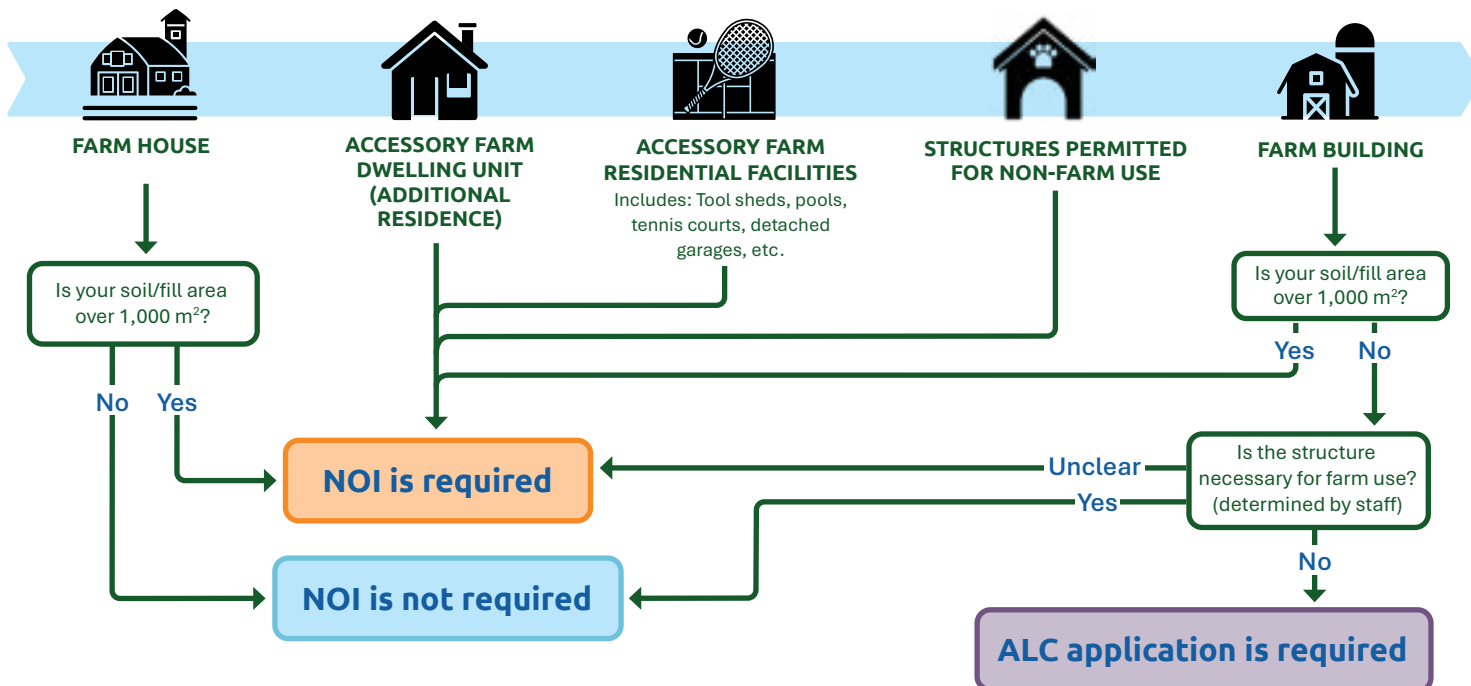 FARM HOUSE
ACCESSORY FARM
DWELLING UNIT
(ADDITIONAL
RESIDENCE)
ACCESSORY FARM
RESIDENTIAL FACILITIES
Includes: Tool sheds, pools,
tennis courts, detached
garages, etc.
STRUCTURES PERMITTED
FOR NON-FARM USE
FARM BUILDING
Is your soil/fill area
over 1,000 m²?
Is your soil/fill area
over 1,000 m²?
Yes
No
No
Yes
NOI is required
Unclear
Yes
Is the structure
necessary for farm use?
(determined by staff)
No
NOI is not required
ALC application is required